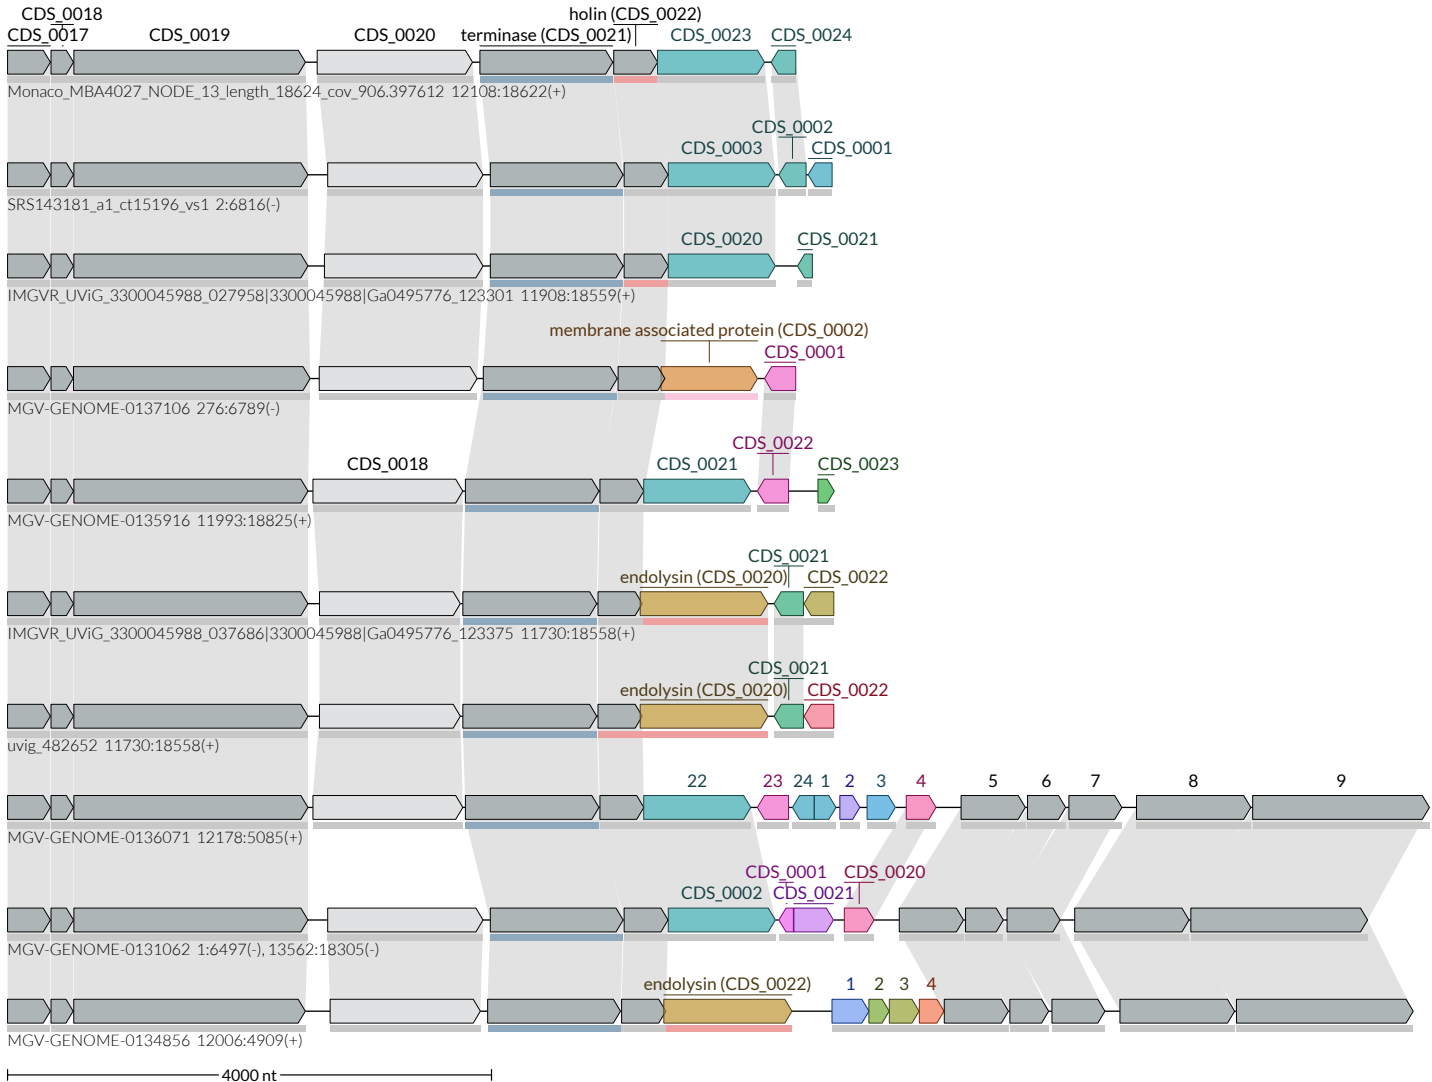 CDS_0018 holin (CDS_0022)
CDS_0017 CDS_0019 CDS_0020 terminase (CDS_0021) CDS_0023 CDS_0024
Monaco_MBA4027_NODE_13_length_18624_cov_906.397612 12108:18622(+)
CDS_0002
CDS_0003 CDS_0001
SRS143181_a1_ct15196_vs1 2:6816(-)
CDS_0020 CDS_0021
IMGVR_UViG_3300045988_027958|3300045988|Ga0495776_123301 11908:18559(+)
membrane associated protein (CDS_0002)
CDS_0001
MGV-GENOME-0137106 276:6789(-)
CDS_0022
CDS_0018 CDS_0021 CDS_0023
MGV-GENOME-0135916 11993:18825(+)
CDS_0021
endolysin (CDS_0020) CDS_0022
IMGVR_UViG_3300045988_037686|3300045988|Ga0495776_123375 11730:18558(+)
CDS_0021
endolysin (CDS_0020) CDS_0022
uvig_482652 11730:18558(+)
22 23 24 1 2 3 4 5 6 7 8 9
MGV-GENOME-0136071 12178:5085(+)
CDS_0001 CDS_0020
CDS_0002 CDS_0021
MGV-GENOME-0131062 1:6497(-), 13562:18305(-)
endolysin (CDS_0022) 1 2 3 4
MGV-GENOME-0134856 12006:4909(+)
4000 nt